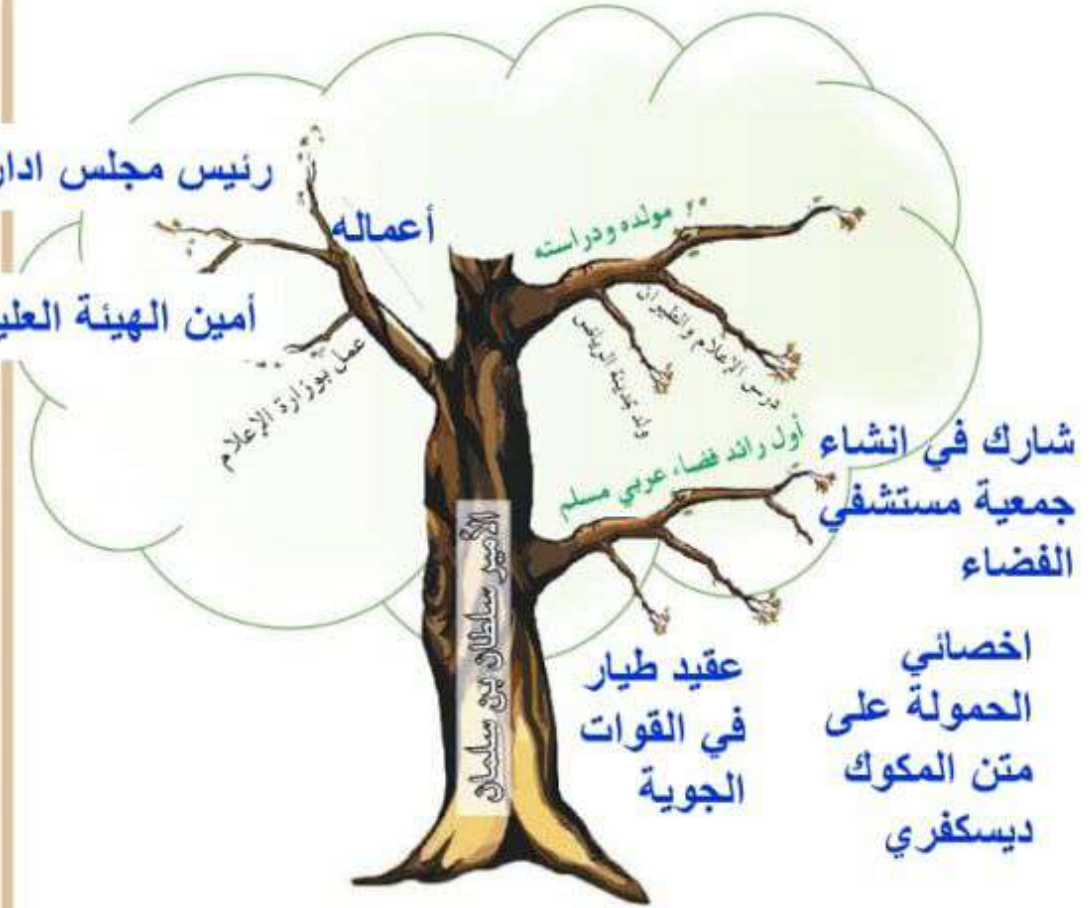 رئيس مجلس
أعماله
أمين الهيئة
عمل بوزارة الإعلام
مولده ودراسته
درس الإعلام والطيران
ولد بمدينة الرياض
أول رائد فضاء عربي مسلم
شارك في انشاء
جمعية مستشفي
الفضاء
اخصائي
الحمولة على
متن المكوك
ديسكفري
عقيد طيار
في القوات
الجوية
الأمير سلطان بن سلمان